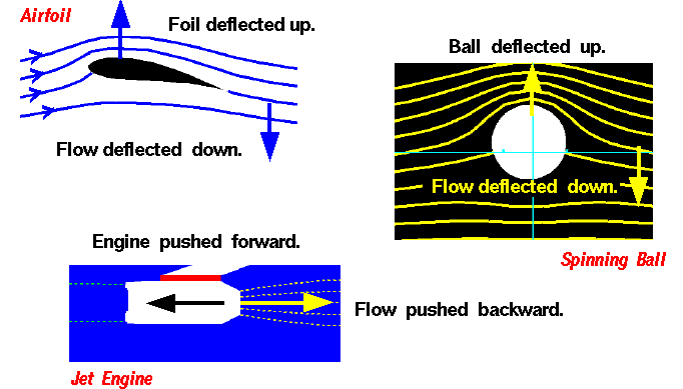 Airfoil
Foil deflected up.
Flow deflected down.
Ball deflected up.
Flow deflected down.
Spinning Ball
Engine pushed forward.
Flow pushed backward.
Jet Engine